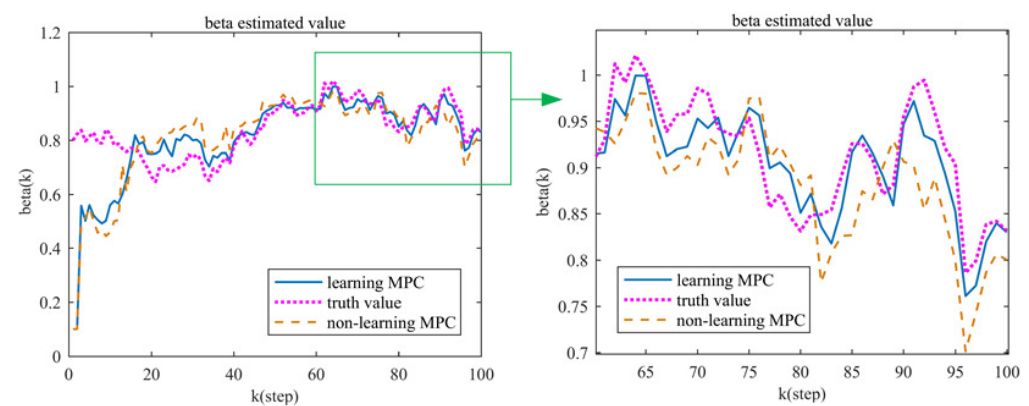 beta estimated value
1.2
1
0.8
0.6
0.4
0.2
0
beta(k)
0
20
40
60
80
100
k(step)
learning MPC
truth value
non-learning MPC
beta estimated value
1
0.95
0.9
0.85
0.8
0.75
0.7
beta(k)
65
70
75
80
85
90
95
100
k(step)
learning MPC
truth value
non-learning MPC